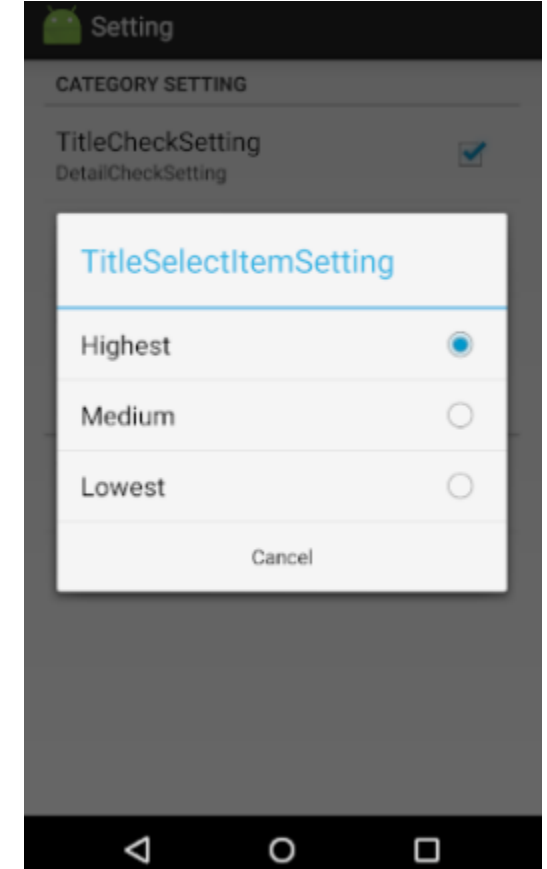 Setting
CATEGORY SETTING
TitleCheckSetting
DetailCheckSetting
TitleSelectItemSetting
Highest
Medium
Lowest
Cancel